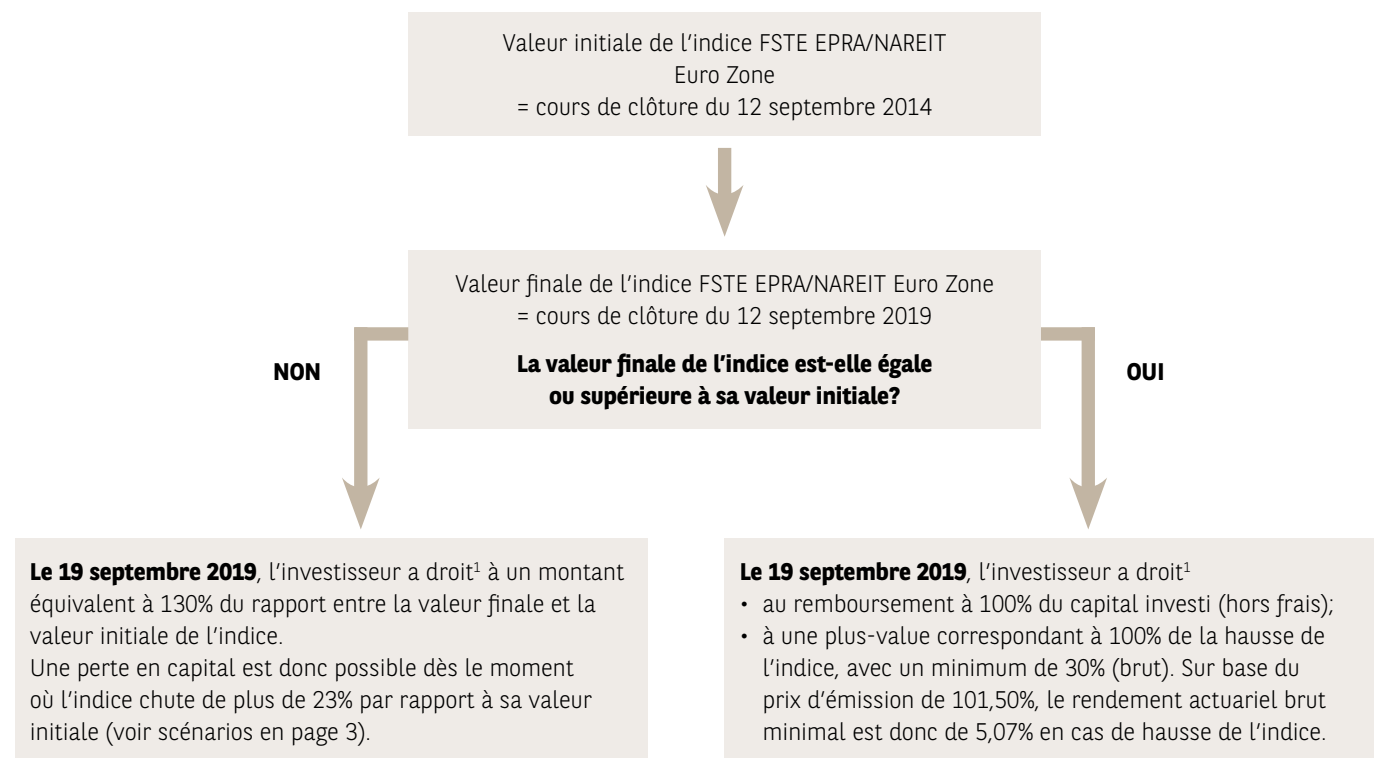 Valeur initiale de l’indice FSTE EPRA/NAREIT
Euro Zone
= cours de clôture du 12 septembre 2014
Valeur finale de l’indice FSTE EPRA/NAREIT Euro Zone
= cours de clôture du 12 septembre 2019
La valeur finale de l’indice est-elle égale
ou supérieure à sa valeur initiale?
NON
OUI
Le 19 septembre 2019, l’investisseur a droit¹ à un montant
équivalent à 130% du rapport entre la valeur finale et la
valeur initiale de l’indice.
Une perte en capital est donc possible dès le moment
où l’indice chute de plus de 23% par rapport à sa valeur
initiale (voir scénarios en page 3).
Le 19 septembre 2019, l’investisseur a droit¹
• au remboursement à 100% du capital investi (hors frais);
• à une plus-value correspondant à 100% de la hausse de
l’indice, avec un minimum de 30% (brut). Sur base du
prix d’émission de 101,50%, le rendement actuariel brut
minimal est donc de 5,07% en cas de hausse de l’indice.